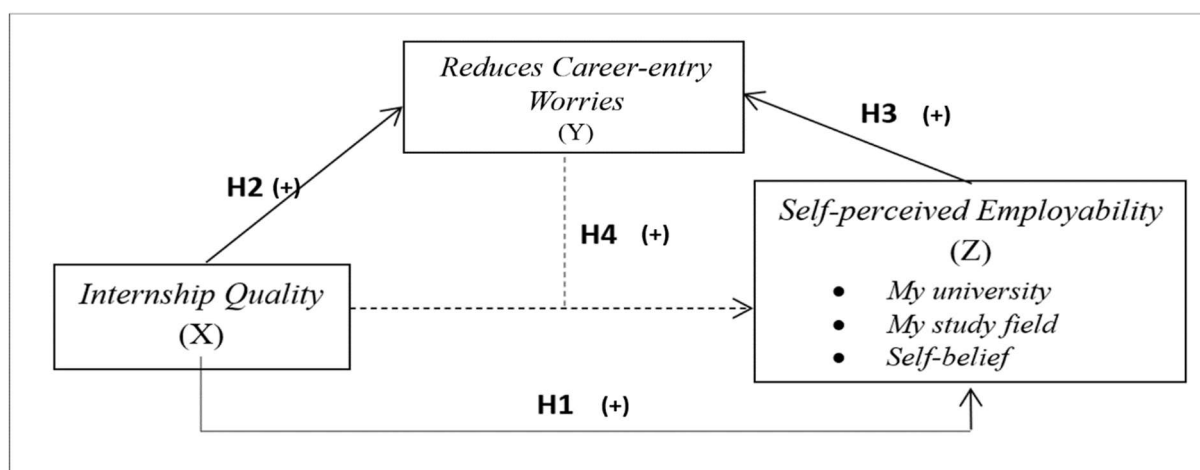 Reduces Career-entry
Worries
(Y)
H3 (+)
H2 (+)
Self-perceived Employability
(Z)
• My university
• My study field
• Self-belief
H4 (+)
Internship Quality
(X)
H1 (+)